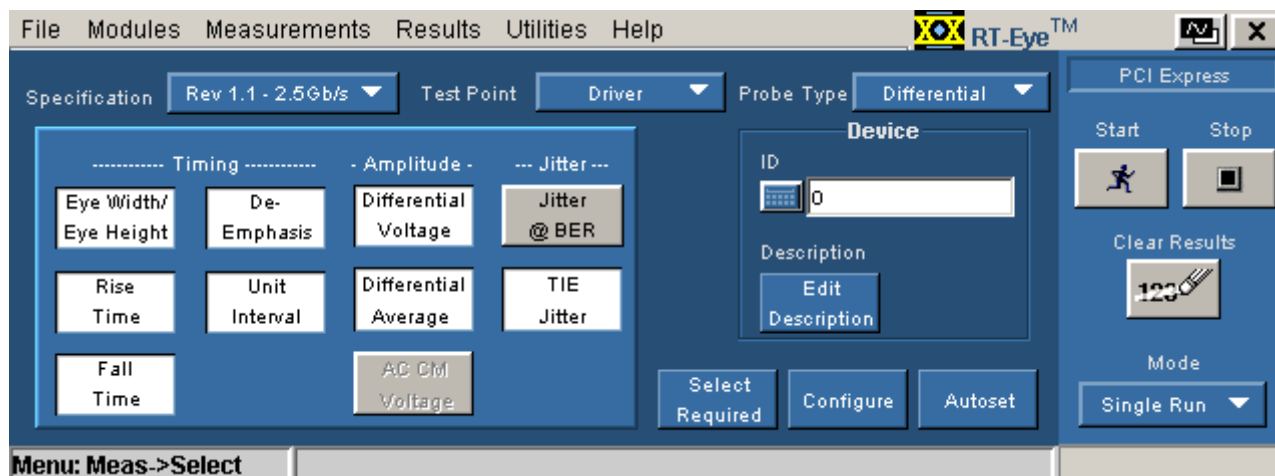 File Modules Measurements Results Utilities Help RT-Eye™
Specification Rev 1.1 - 2.5Gb/s Test Point Driver Probe Type Differential
PCI Express
Start Stop
Clear Results
123
Mode
Single Run
------------ Timing ------------ - Amplitude - --- Jitter ---
Eye Width/
Eye Height
De-
Emphasis
Differential
Voltage
Jitter
@ BER
Rise
Time
Unit
Interval
Differential
Average
TIE
Jitter
Fall
Time
AC CM
Voltage
Device
ID
0
Description
Edit
Description
Select
Required
Configure
Autoset
Menu: Meas->Select